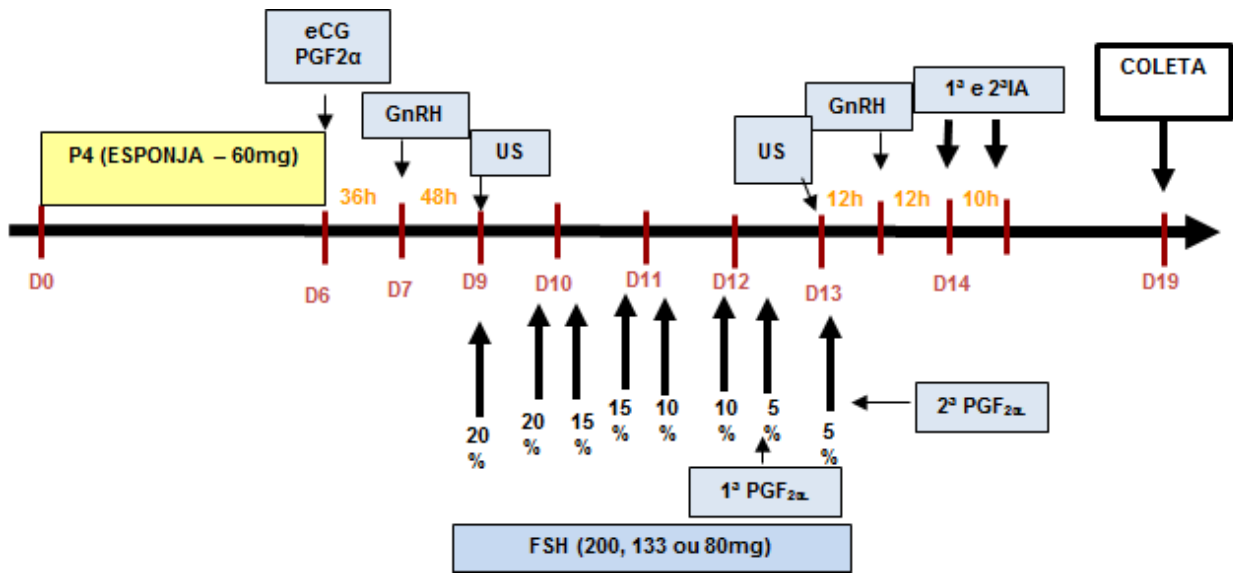 eCG
PGF2α
GnRH
US
P4 (ESPONJA – 60mg)
36h
48h
US
GnRH
1ª e 2ªIA
COLETA
12h
12h
10h
D0
D6
D7
D9
D10
D11
D12
D13
D14
D19
20
%
20
%
15
%
15
%
10
%
10
%
5
%
5
%
2ª PGF2α
1ª PGF2α
FSH (200, 133 ou 80mg)